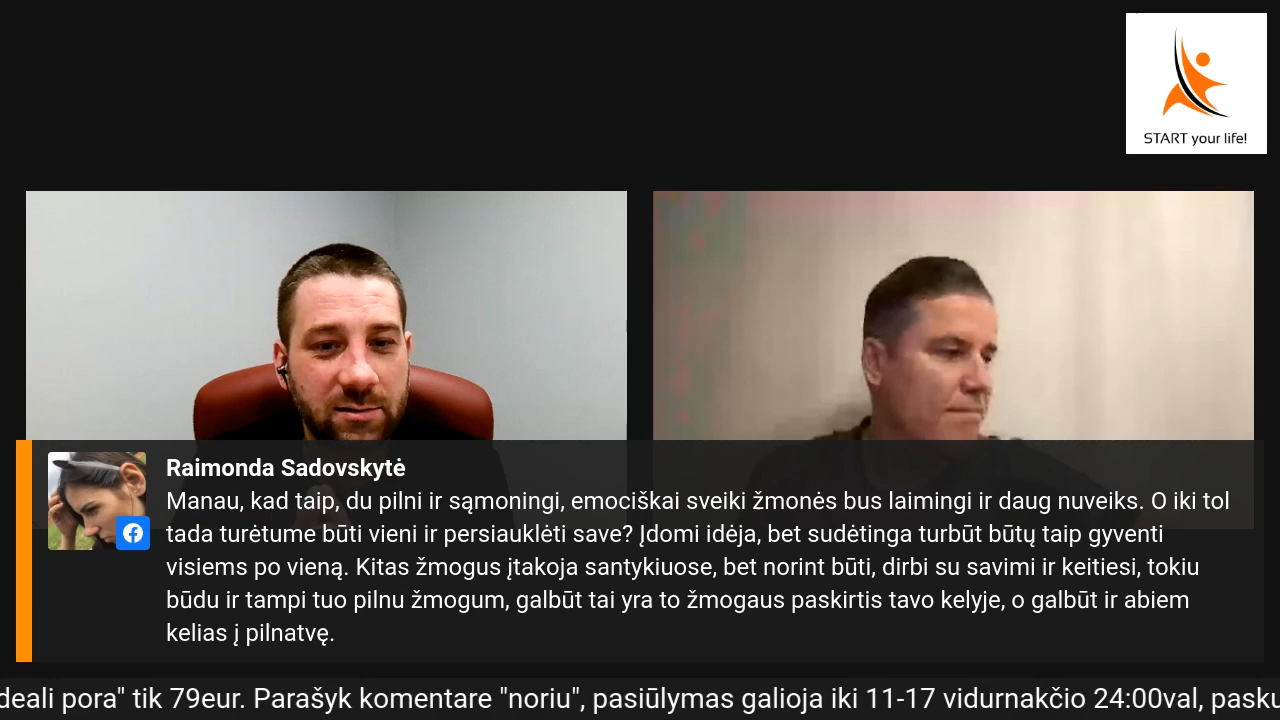 START your life!
Raimonda Sadovskytė
Manau, kad taip, du pilni ir sąmoningi, emociškai sveiki žmonės bus laimingi ir daug nuveiks. O iki tol
tada turėtume būti vieni ir persiauklėti save? Įdomi idėja, bet sudėtinga turbūt būtų taip gyventi
visiems po vieną. Kitas žmogus įtakoja santykiuose, bet norint būti, dirbi su savimi ir keitiesi, tokiu
būdu ir tampi tuo pilnu žmogum, galbūt tai yra to žmogaus paskirtis tavo kelyje, o galbūt ir abiem
kelias į pilnatvę.
deali pora" tik 79eur. Parašyk komentare "noriu", pasiūlymas galioja iki 11-17 vidurnakčio 24:00val, pasku